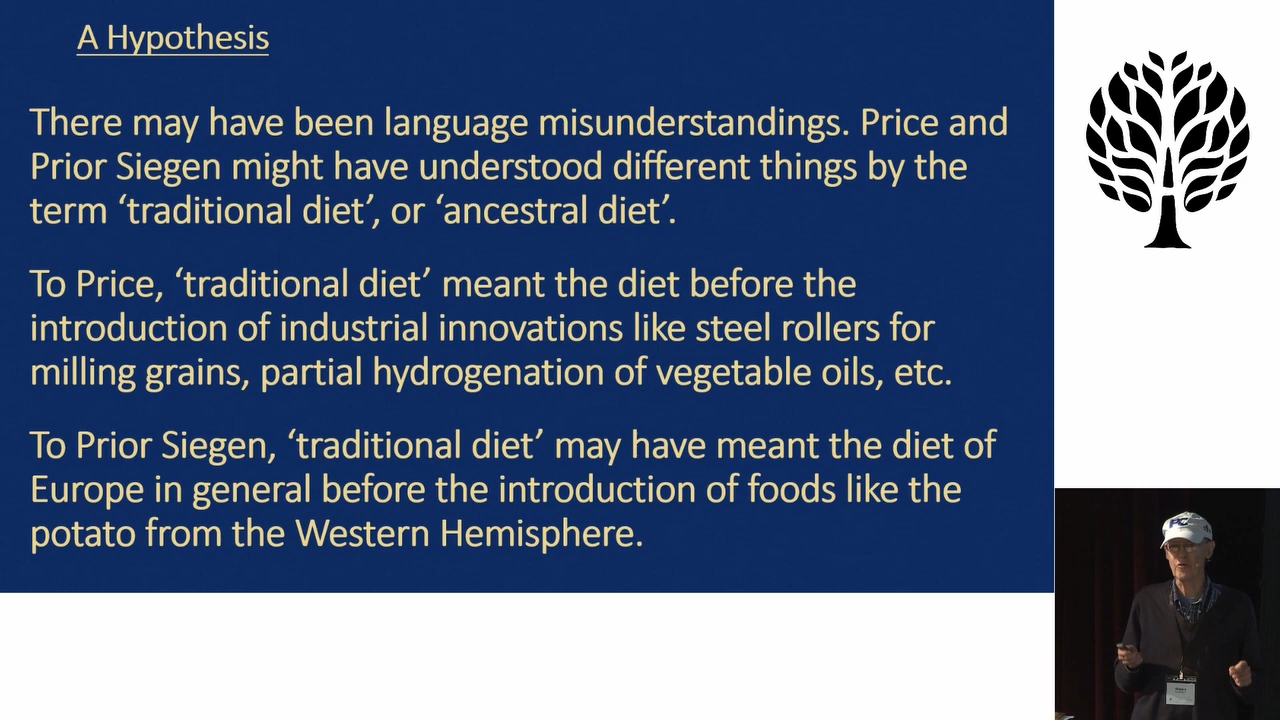 A Hypothesis
There may have been language misunderstandings. Price and
Prior Siegen might have understood different things by the
term ‘traditional diet’, or ‘ancestral diet’.
To Price, ‘traditional diet’ meant the diet before the
introduction of industrial innovations like steel rollers for
milling grains, partial hydrogenation of vegetable oils, etc.
To Prior Siegen, ‘traditional diet’ may have meant the diet of
Europe in general before the introduction of foods like the
potato from the Western Hemisphere.